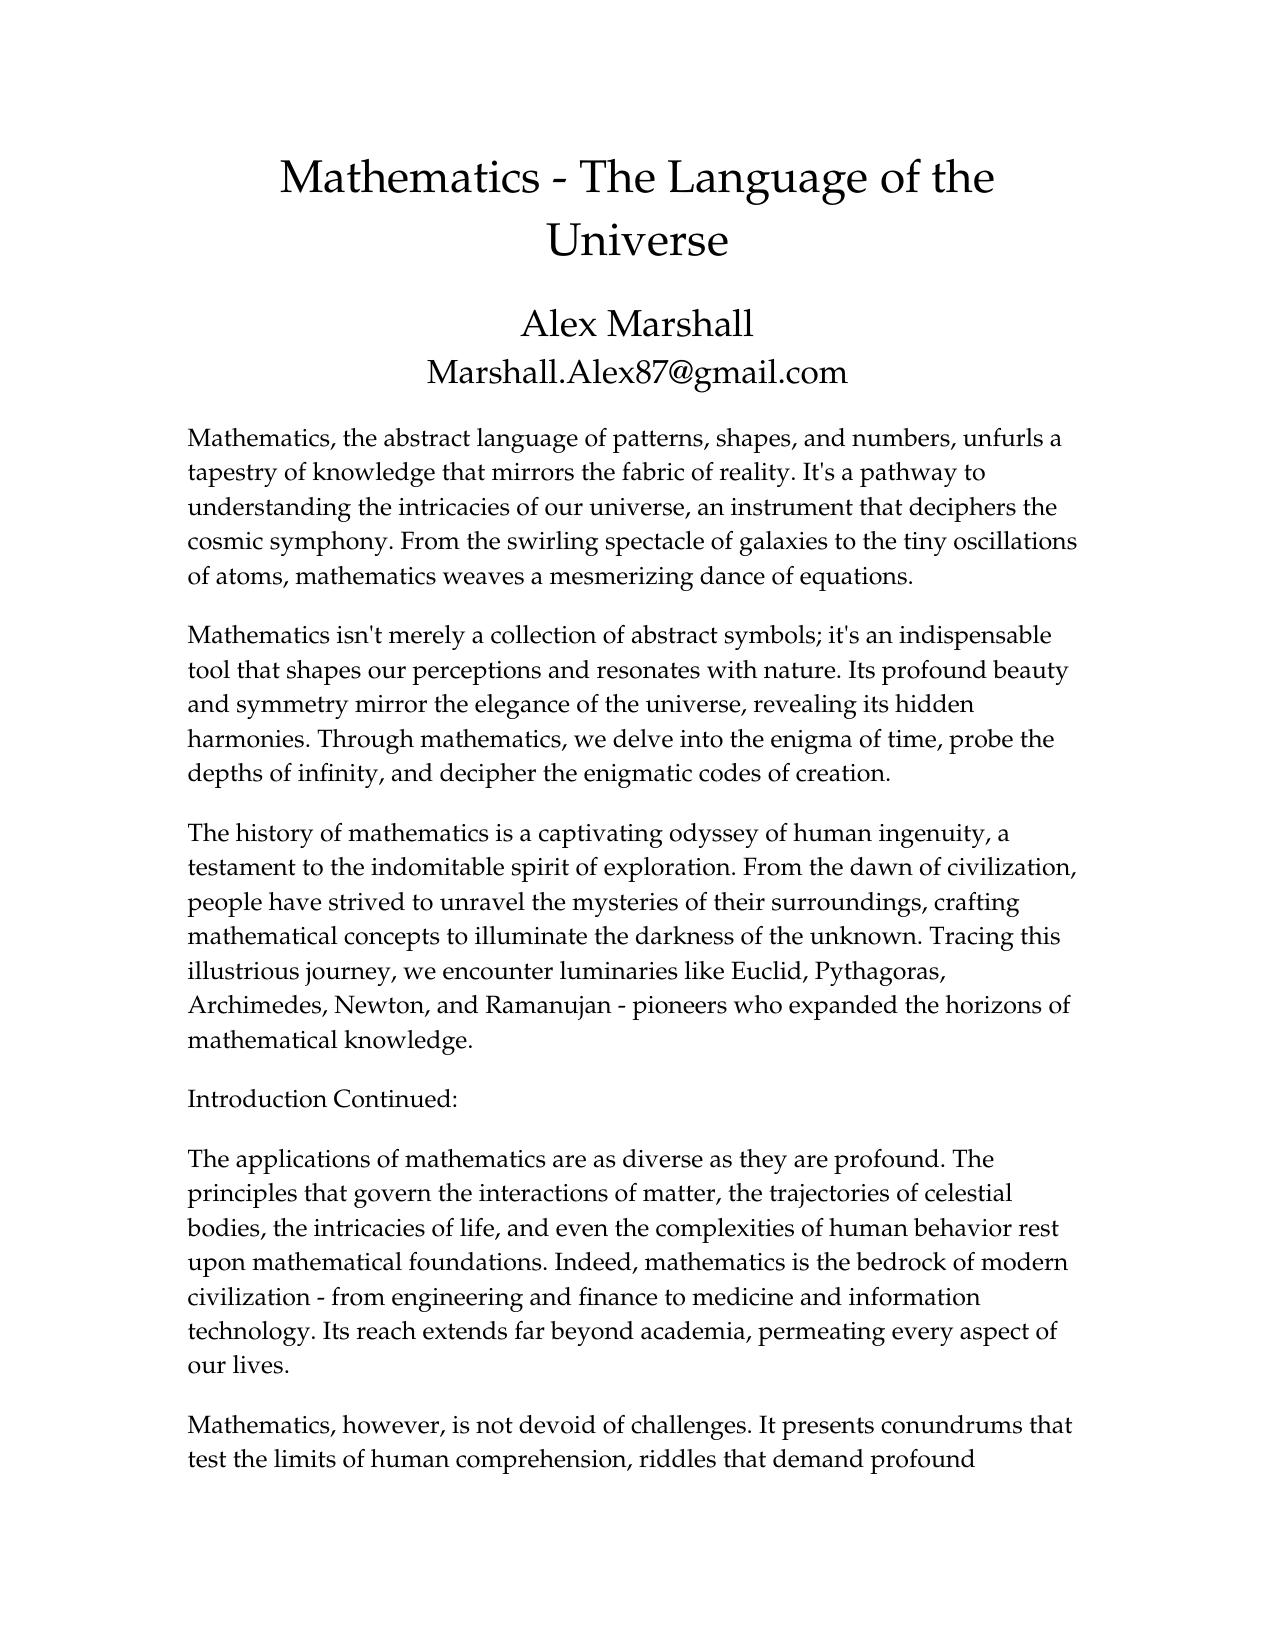 Mathematics - The Language of the
Universe
Alex Marshall
Marshall.Alex87@gmail.com
Mathematics, the abstract language of patterns, shapes, and numbers, unfurls a
tapestry of knowledge that mirrors the fabric of reality. It's a pathway to
understanding the intricacies of our universe, an instrument that deciphers the
cosmic symphony. From the swirling spectacle of galaxies to the tiny oscillations
of atoms, mathematics weaves a mesmerizing dance of equations.
Mathematics isn't merely a collection of abstract symbols; it's an indispensable
tool that shapes our perceptions and resonates with nature. Its profound beauty
and symmetry mirror the elegance of the universe, revealing its hidden
harmonies. Through mathematics, we delve into the enigma of time, probe the
depths of infinity, and decipher the enigmatic codes of creation.
The history of mathematics is a captivating odyssey of human ingenuity, a
testament to the indomitable spirit of exploration. From the dawn of civilization,
people have strived to unravel the mysteries of their surroundings, crafting
mathematical concepts to illuminate the darkness of the unknown. Tracing this
illustrious journey, we encounter luminaries like Euclid, Pythagoras,
Archimedes, Newton, and Ramanujan - pioneers who expanded the horizons of
mathematical knowledge.
Introduction Continued:
The applications of mathematics are as diverse as they are profound. The
principles that govern the interactions of matter, the trajectories of celestial
bodies, the intricacies of life, and even the complexities of human behavior rest
upon mathematical foundations. Indeed, mathematics is the bedrock of modern
civilization - from engineering and finance to medicine and information
technology. Its reach extends far beyond academia, permeating every aspect of
our lives.
Mathematics, however, is not devoid of challenges. It presents conundrums that
test the limits of human comprehension, riddles that demand profound